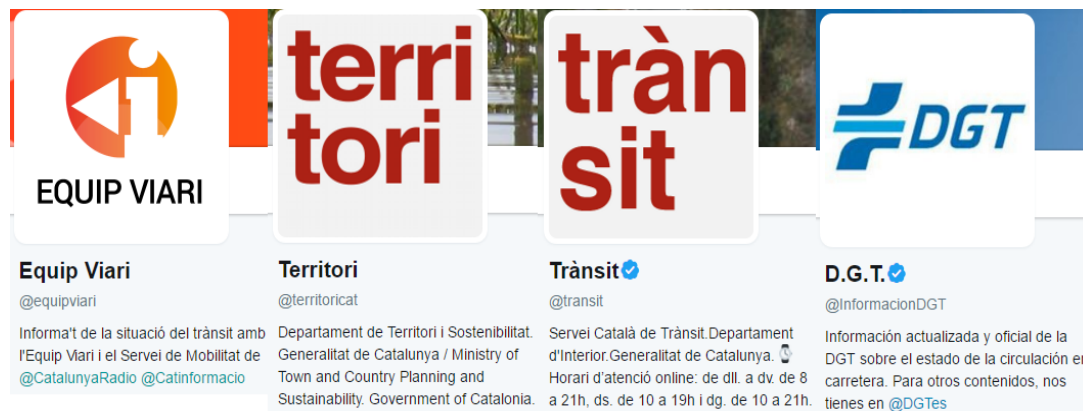 EQUIP VIARI
Equip Viari
@equipviari
Informa't de la situació del trànsit amb
l'Equip Viari i el Servei de Mobilitat de
@CatalunyaRadio @Catinformacio
terri
tori
Territori
@territoricat
Departament de Territori i Sostenibilitat.
Generalitat de Catalunya / Ministry of
Town and Country Planning and
Sustainability. Government of Catalonia.
tràn
sit
Trànsit
@transit
Servei Català de Trànsit.Departament
d'Interior.Generalitat de Catalunya. ⌚
Horari d'atenció online: de dll. a dv. de 8
a 21h, ds. de 10 a 19h i dg. de 10 a 21h.
DGT
D.G.T.
@InformacionDGT
Información actualizada y oficial de la
DGT sobre el estado de la circulación en
carretera. Para otros contenidos, nos
tienes en @DGTes